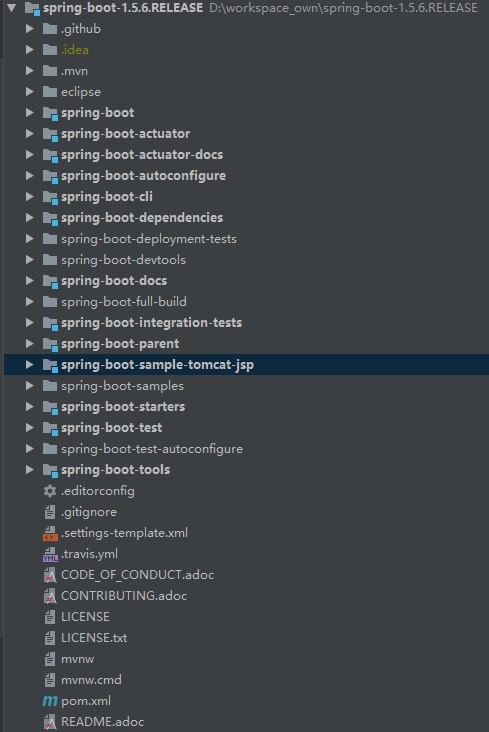 spring-boot-1.5.6.RELEASE D:\workspace_own\spring-boot-1.5.6.RELEASE
.github
.idea
.mvn
eclipse
spring-boot
spring-boot-actuator
spring-boot-actuator-docs
spring-boot-autoconfigure
spring-boot-cli
spring-boot-dependencies
spring-boot-deployment-tests
spring-boot-devtools
spring-boot-docs
spring-boot-full-build
spring-boot-integration-tests
spring-boot-parent
spring-boot-sample-tomcat-jsp
spring-boot-samples
spring-boot-starters
spring-boot-test
spring-boot-test-autoconfigure
spring-boot-tools
.editorconfig
.gitignore
.settings-template.xml
YML .travis.yml
CODE_OF_CONDUCT.adoc
CONTRIBUTING.adoc
LICENSE
LICENSE.txt
mvnw
mvnw.cmd
m pom.xml
README.adoc